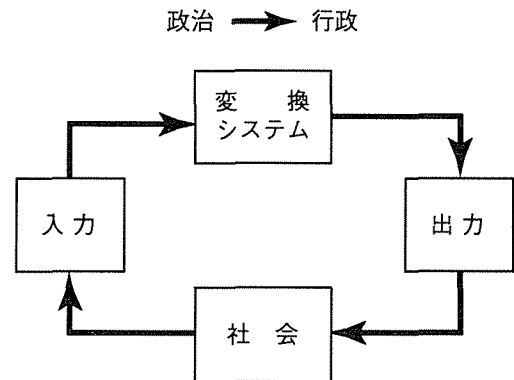 政治 → 行政
変 換
システム
入 力
出 力
社 会